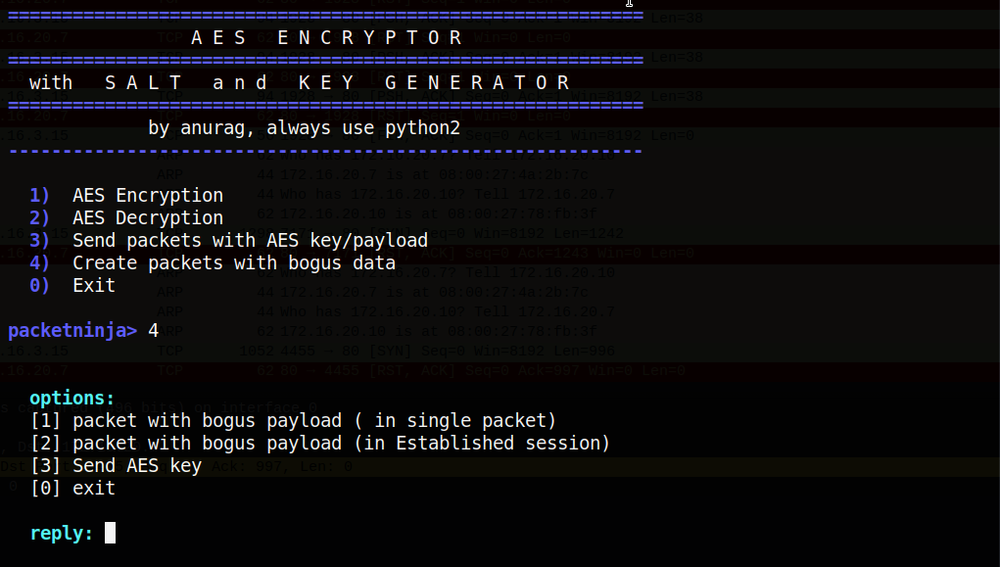 =============================================================
A E S   E N C R Y P T O R
=============================================================
with   S A L T   a n d   K E Y   G E N E R A T O R
=============================================================
by anurag, always use python2
-----------------------------------------------------------
1)  AES Encryption
2)  AES Decryption
3)  Send packets with AES key/payload
4)  Create packets with bogus data
0)  Exit
packetninja> 4
options:
[1] packet with bogus payload ( in single packet)
[2] packet with bogus payload (in Established session)
[3] Send AES key
[0] exit
reply: